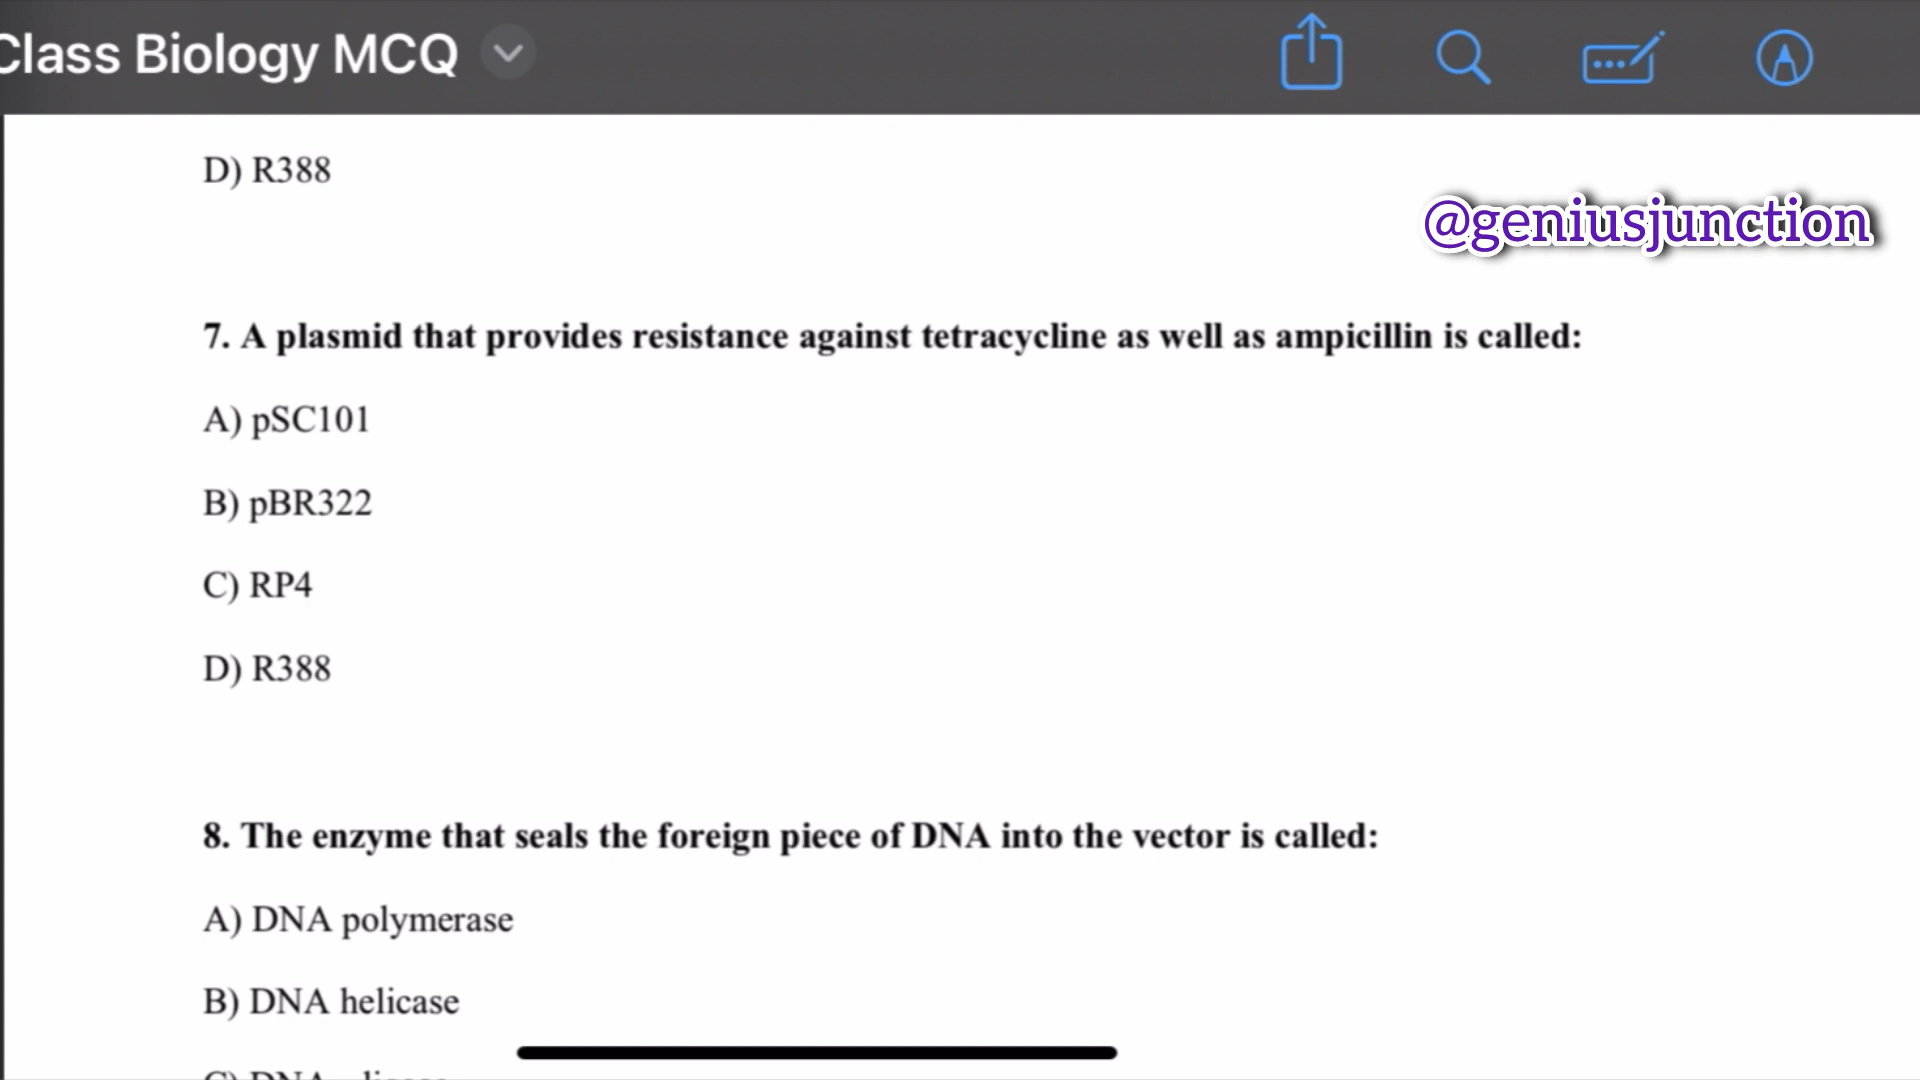 Class Biology MCQ
D) R388
@geniusjunction
7. A plasmid that provides resistance against tetracycline as well as ampicillin is called:
A) pSC101
B) pBR322
C) RP4
D) R388
8. The enzyme that seals the foreign piece of DNA into the vector is called:
A) DNA polymerase
B) DNA helicase